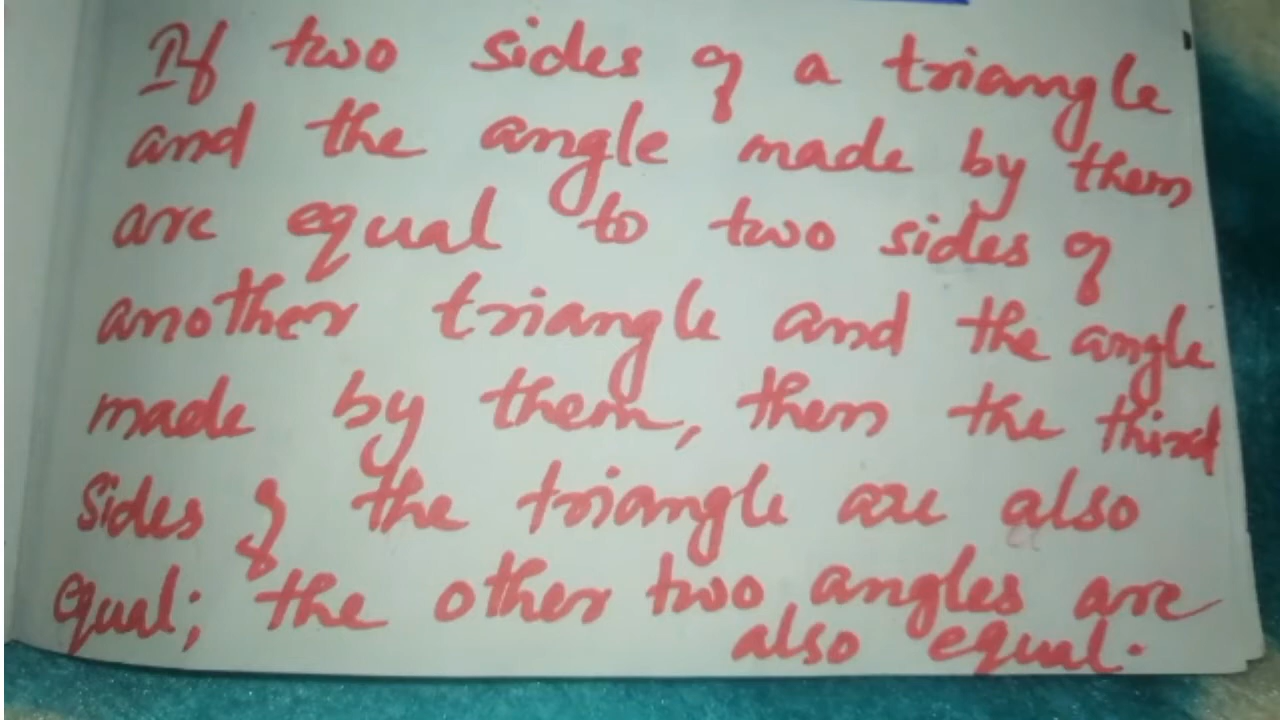 If two sides of a triangle
and the angle made by them
are equal to two sides of
another triangle and the angle
made by them, then the third
sides of the triangle are also
equal; the other two angles are
also equal.